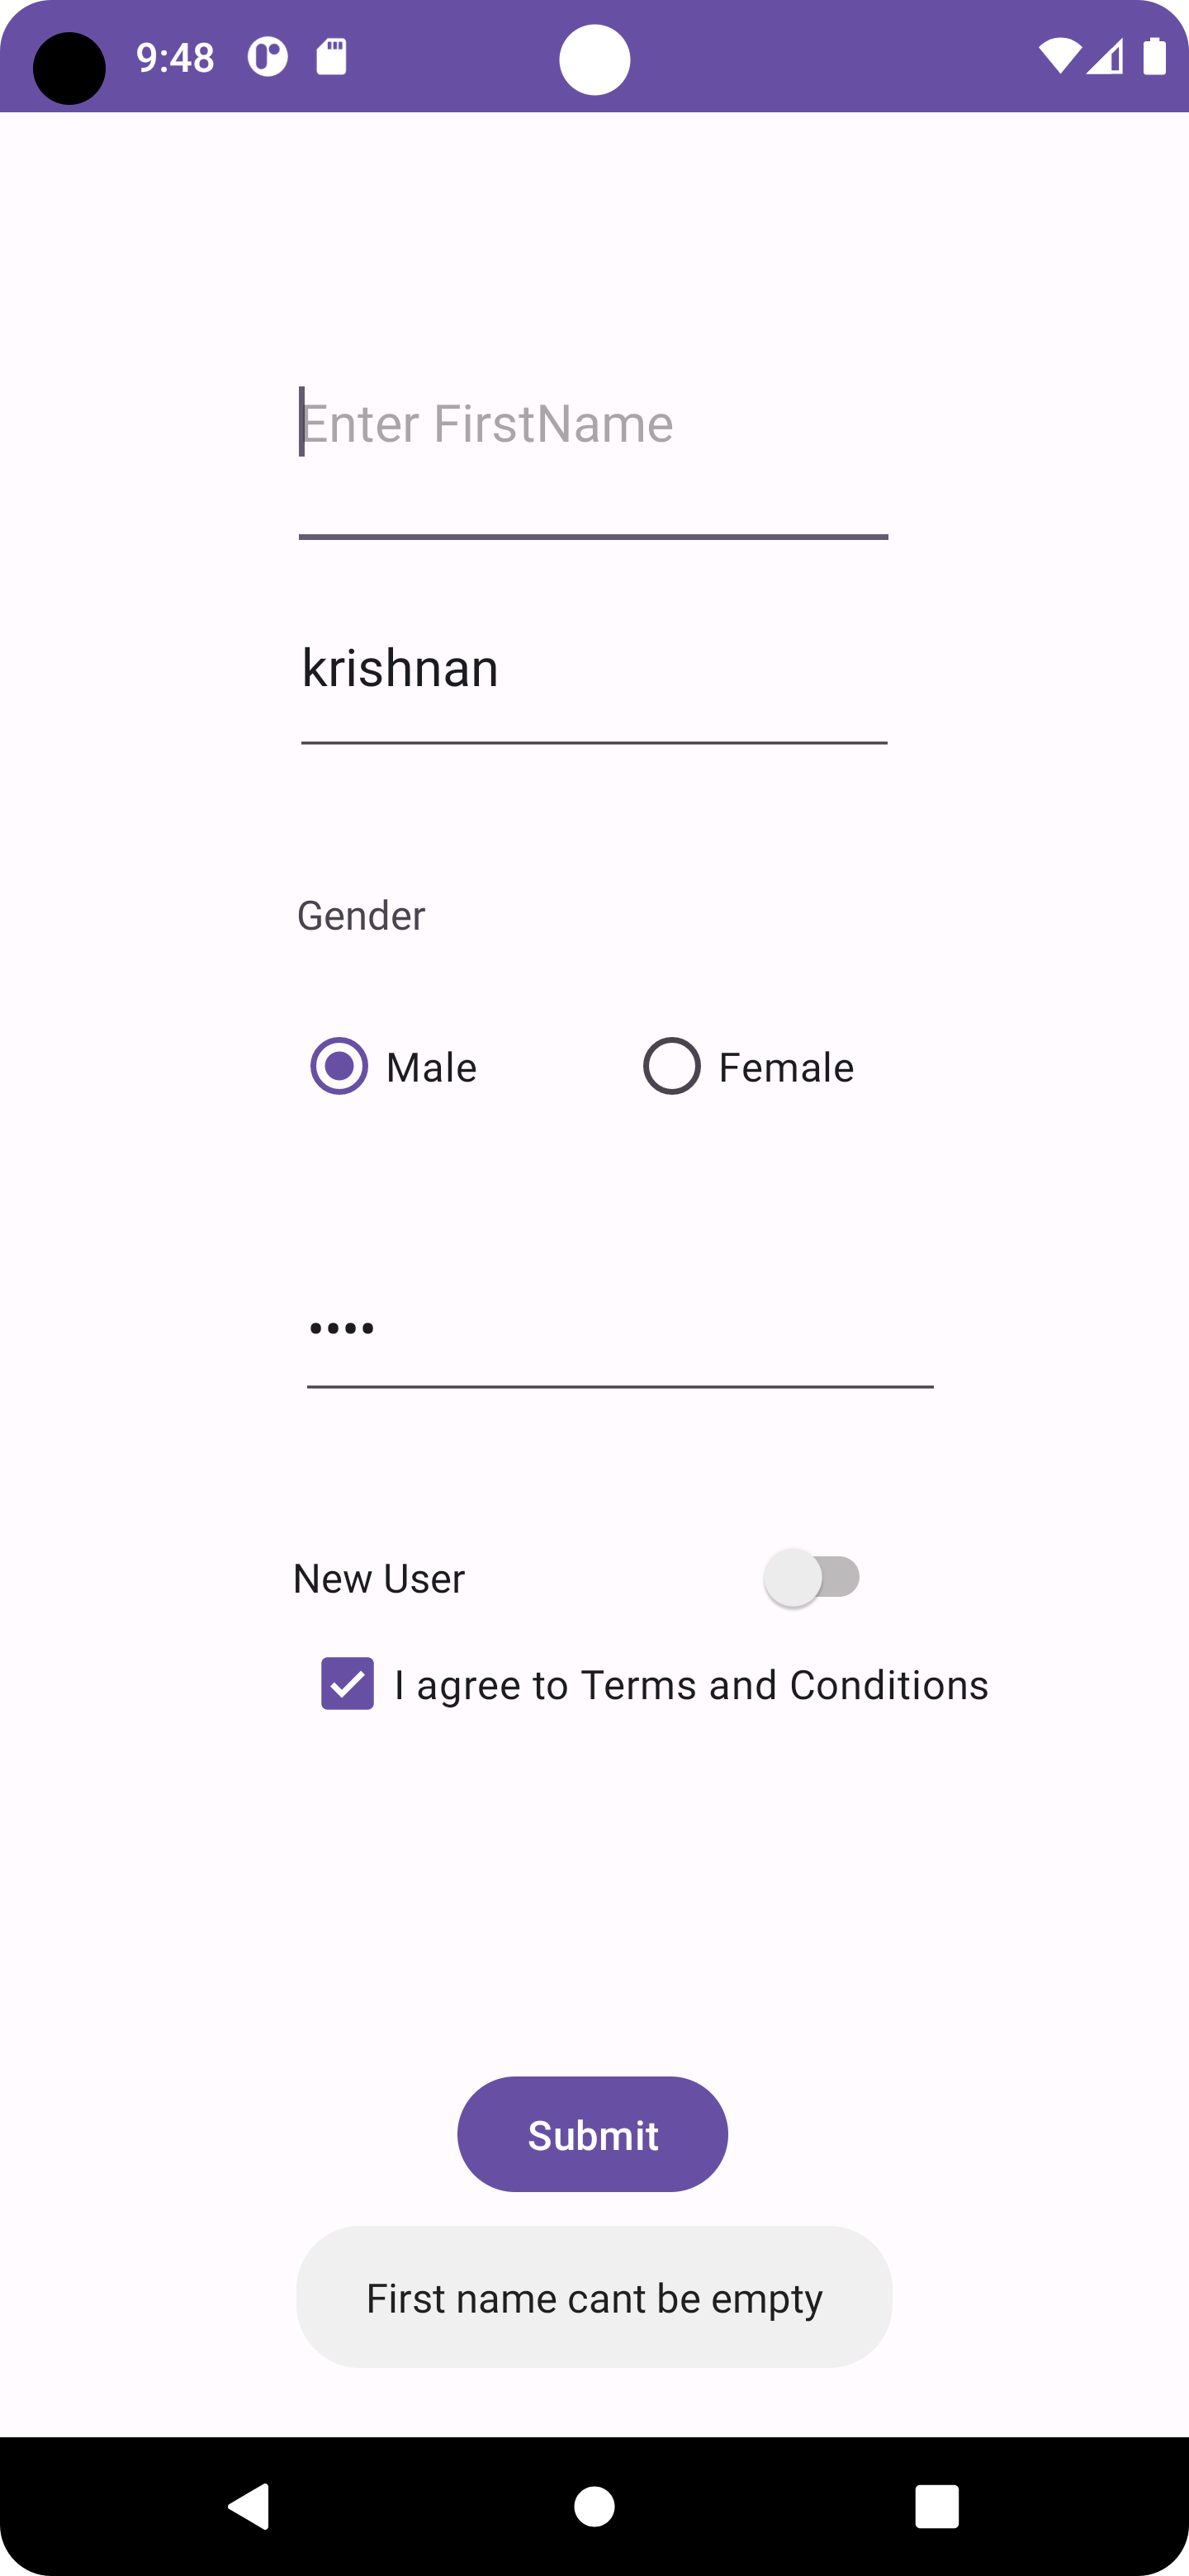 9:48
Enter FirstName
krishnan
Gender
Male Female
••••
New User
I agree to Terms and Conditions
Submit
First name cant be empty